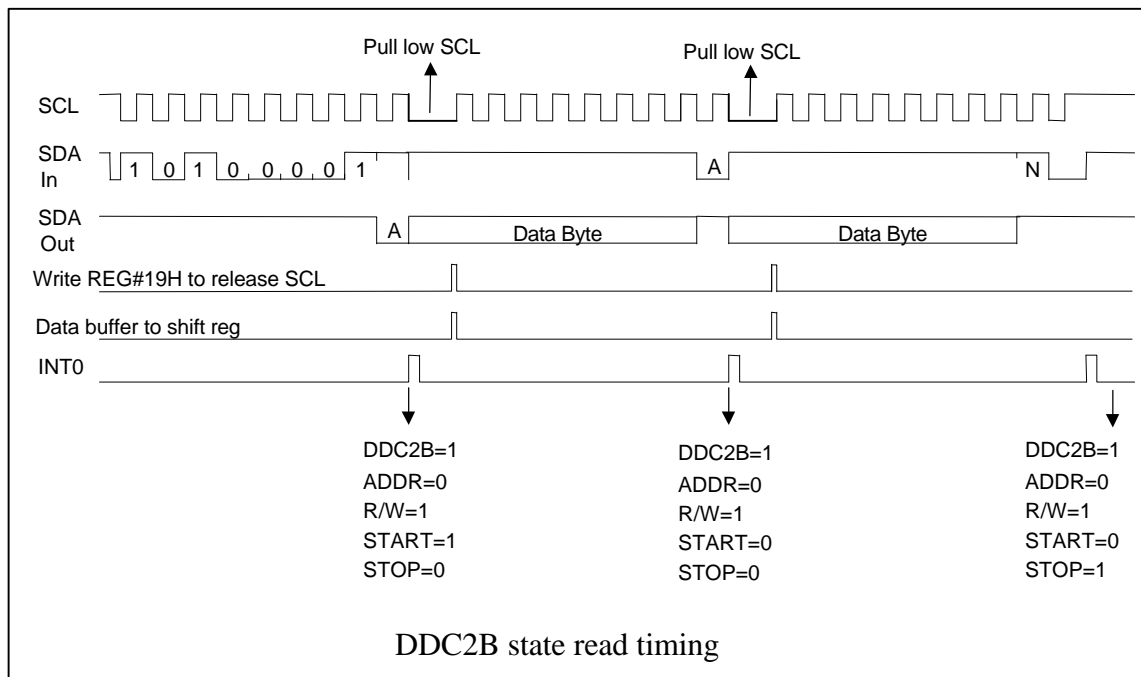 Pull low SCL
Pull low SCL
SCL
SDA In
1 0 1 0 0 0 0 1
A
N
SDA Out
A
Data Byte
Data Byte
Write REG#19H to release SCL
Data buffer to shift reg
INT0
DDC2B=1
ADDR=0
R/W=1
START=1
STOP=0
DDC2B=1
ADDR=0
R/W=1
START=0
STOP=0
DDC2B=1
ADDR=0
R/W=1
START=0
STOP=1
DDC2B state read timing